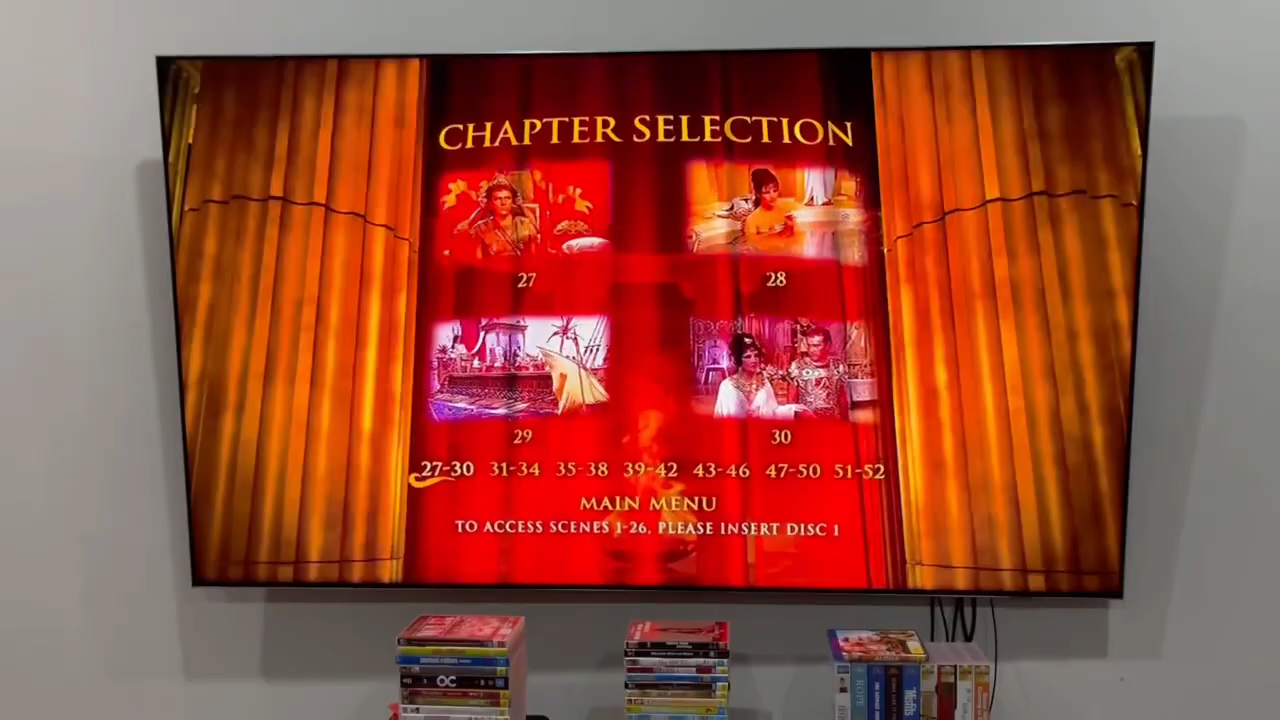 CHAPTER SELECTION
27
28
29
30
27-30 31-34 35-38 39-42 43-46 47-50 51-52
MAIN MENU
TO ACCESS SCENES 1-26, PLEASE INSERT DISC 1
OC